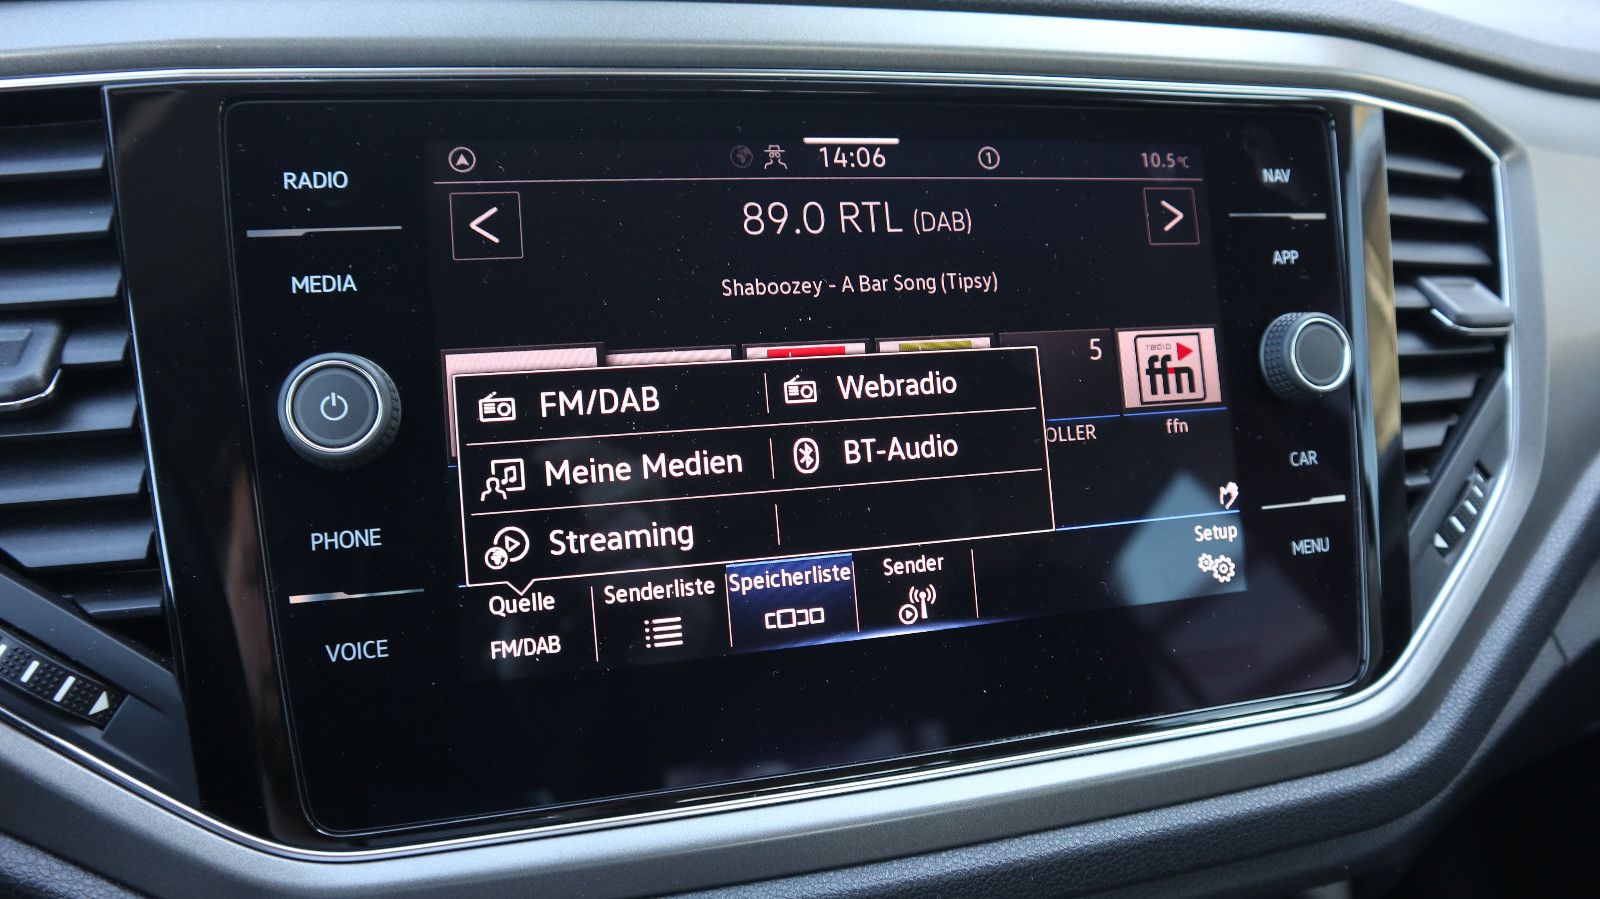 RADIO
MEDIA
PHONE
VOICE
14:06
1
10.5°C
89.0 RTL (DAB)
Shaboozey - A Bar Song (Tipsy)
5
RADIO
ffn
ffn
FM/DAB
Webradio
Meine Medien
BT-Audio
Streaming
Quelle
FM/DAB
Senderliste
Speicherliste
Sender
Setup
NAV
APP
CAR
MENU